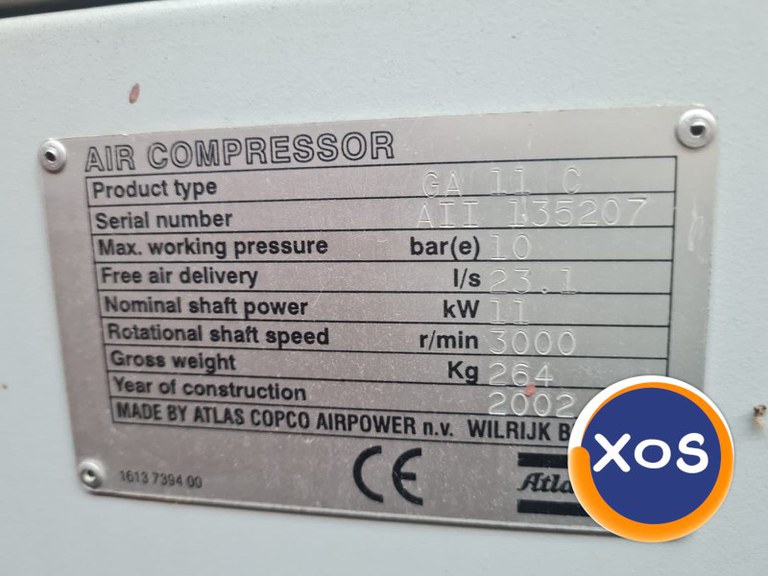 AIR COMPRESSOR
Product type GA 11 C
Serial number AII 135207
Max. working pressure bar(e) 10
Free air delivery l/s 23.1
Nominal shaft power kW 11
Rotational shaft speed r/min 3000
Gross weight Kg 264
Year of construction 2002
MADE BY ATLAS COPCO AIRPOWER n.v. WILRIJK
1613 7394 00
CE
xos